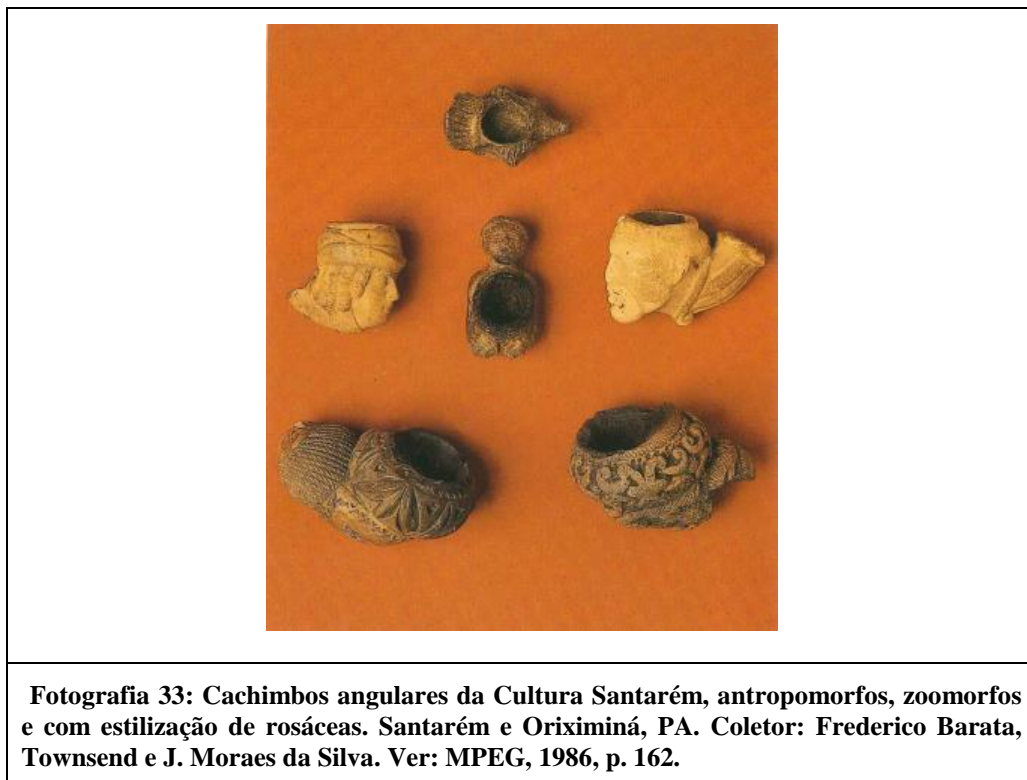 Fotografia 33: Cachimbos angulares da Cultura Santarém, antropomorfos, zoomorfos
e com estilização de rosáceas. Santarém e Oriximiná, PA. Coletor: Frederico Barata,
Townsend e J. Moraes da Silva. Ver: MPEG, 1986, p. 162.